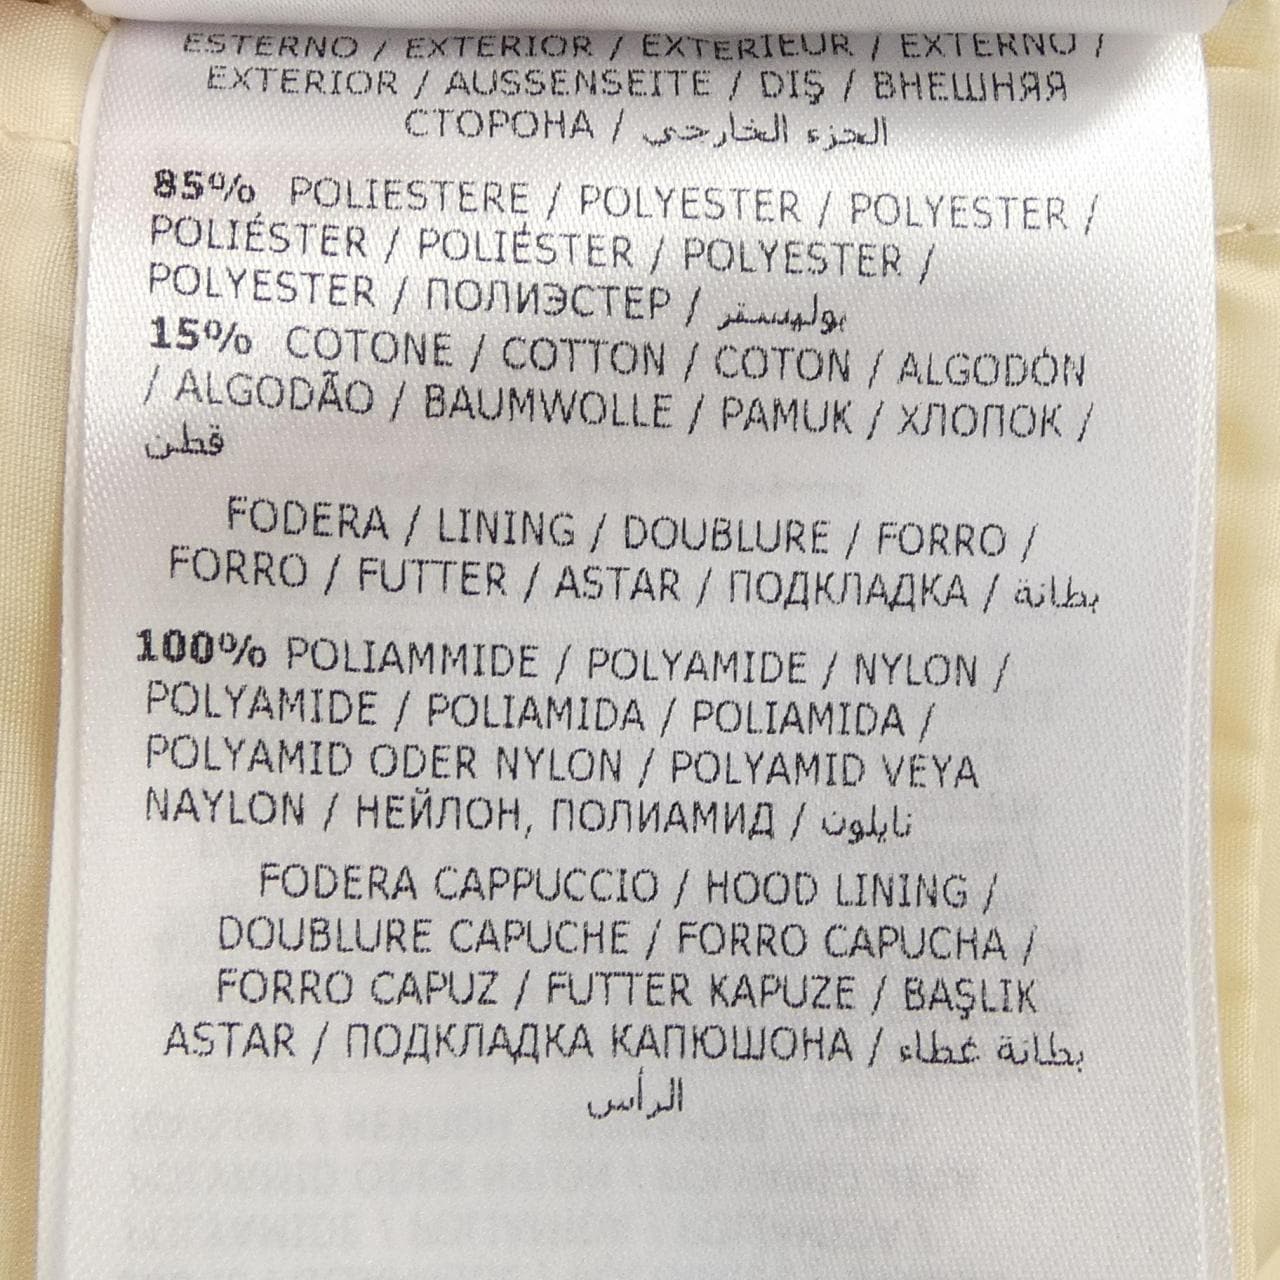 ESTERNO / EXTERIOR / EXTERIEUR / EXTERNO /
EXTERIOR / AUSSENSEITE / DIŞ / ВНЕШНЯЯ
СТОРОНА / الجزء الخارجي
85% POLIESTERE / POLYESTER / POLYESTER /
POLIÉSTER / POLIÉSTER / POLYESTER /
POLYESTER / ПОЛИЭСТЕР / بوليستر
15% COTONE / COTTON / COTON / ALGODÓN
/ ALGODÃO / BAUMWOLLE / PAMUK / ХЛОПОК /
قطن
FODERA / LINING / DOUBLURE / FORRO /
FORRO / FUTTER / ASTAR / ПОДКЛАДКА / بطانة
100% POLIAMMIDE / POLYAMIDE / NYLON /
POLYAMIDE / POLIAMIDA / POLIAMIDA /
POLYAMID ODER NYLON / POLYAMID VEYA
NAYLON / НЕЙЛОН, ПОЛИАМИД / نايلون
FODERA CAPPUCCIO / HOOD LINING /
DOUBLURE CAPUCHE / FORRO CAPUCHA /
FORRO CAPUZ / FUTTER KAPUZE / BAŞLIK
ASTAR / ПОДКЛАДКА КАПЮШОНА / بطانة غطاء
الرأس